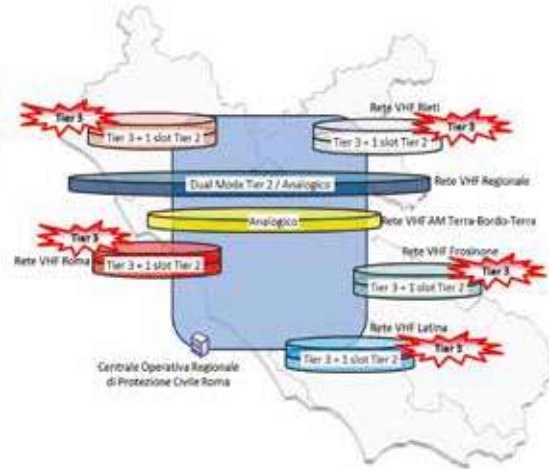 Rete VHF Rieti
Tier 3
Tier 3
Tier 3 + 1 slot Tier 2
Tier 3 + 1 slot Tier 2
Dual Mode Tier 2 / Analogico
Rete VHF Regionale
Analogico
Rete VHF AM Terra-Bordo-Terra
Tier 3
Rete VHF Roma
Tier 3 + 1 slot Tier 2
Rete VHF Frosinone
Tier 3
Tier 3 + 1 slot Tier 2
Rete VHF Latina
Tier 3 + 1 slot Tier 2
Tier 3
Centrale Operativa Regionale
di Protezione Civile Roma